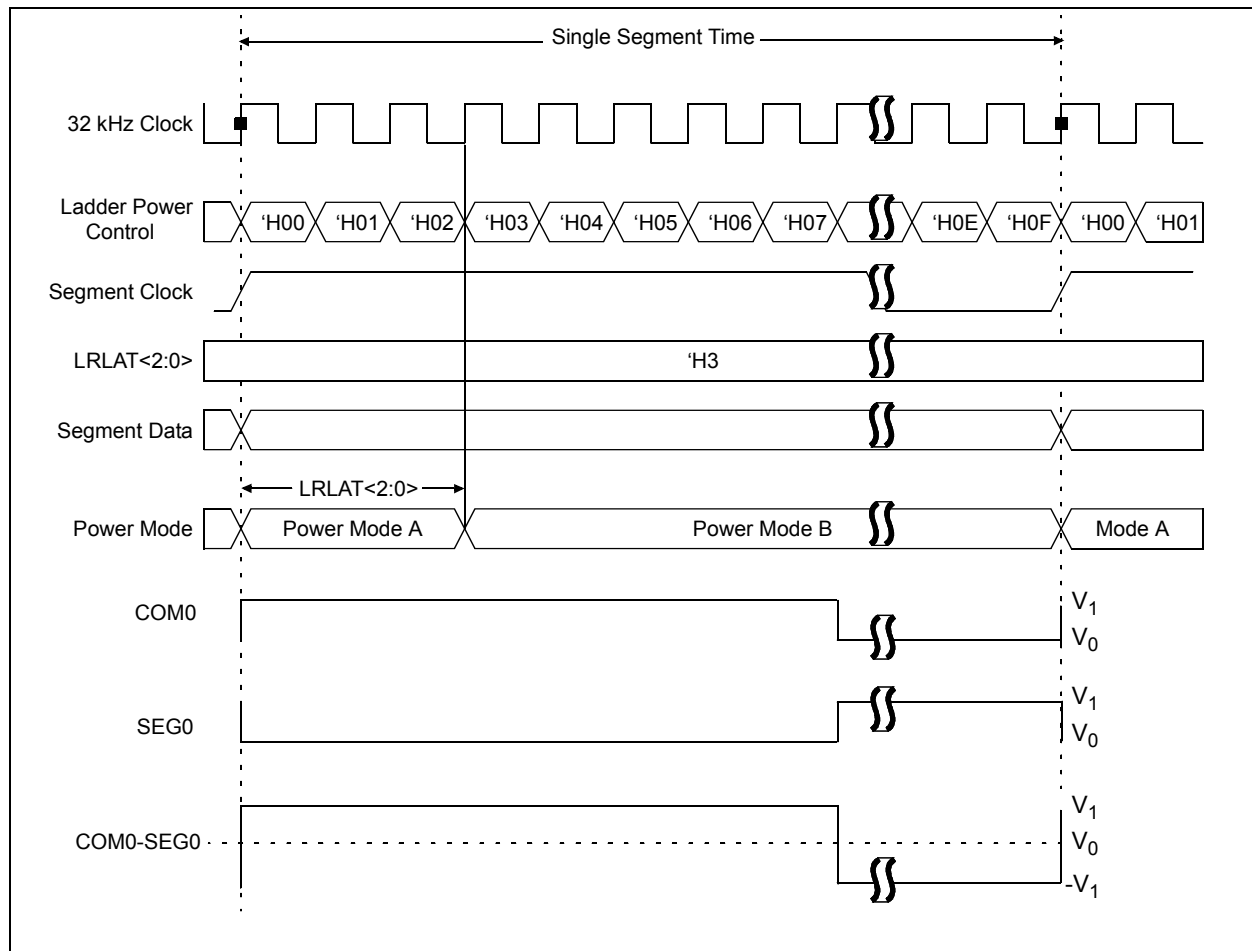 Single Segment Time
32 kHz Clock
Ladder Power
Control
‘H00 ‘H01 ‘H02 ‘H03 ‘H04 ‘H05 ‘H06 ‘H07 ‘H0E ‘H0F ‘H00 ‘H01
Segment Clock
LRLAT<2:0>
‘H3
Segment Data
LRLAT<2:0>
Power Mode
Power Mode A
Power Mode B
Mode A
COM0
V1
V0
SEG0
V1
V0
COM0-SEG0
V1
V0
-V1